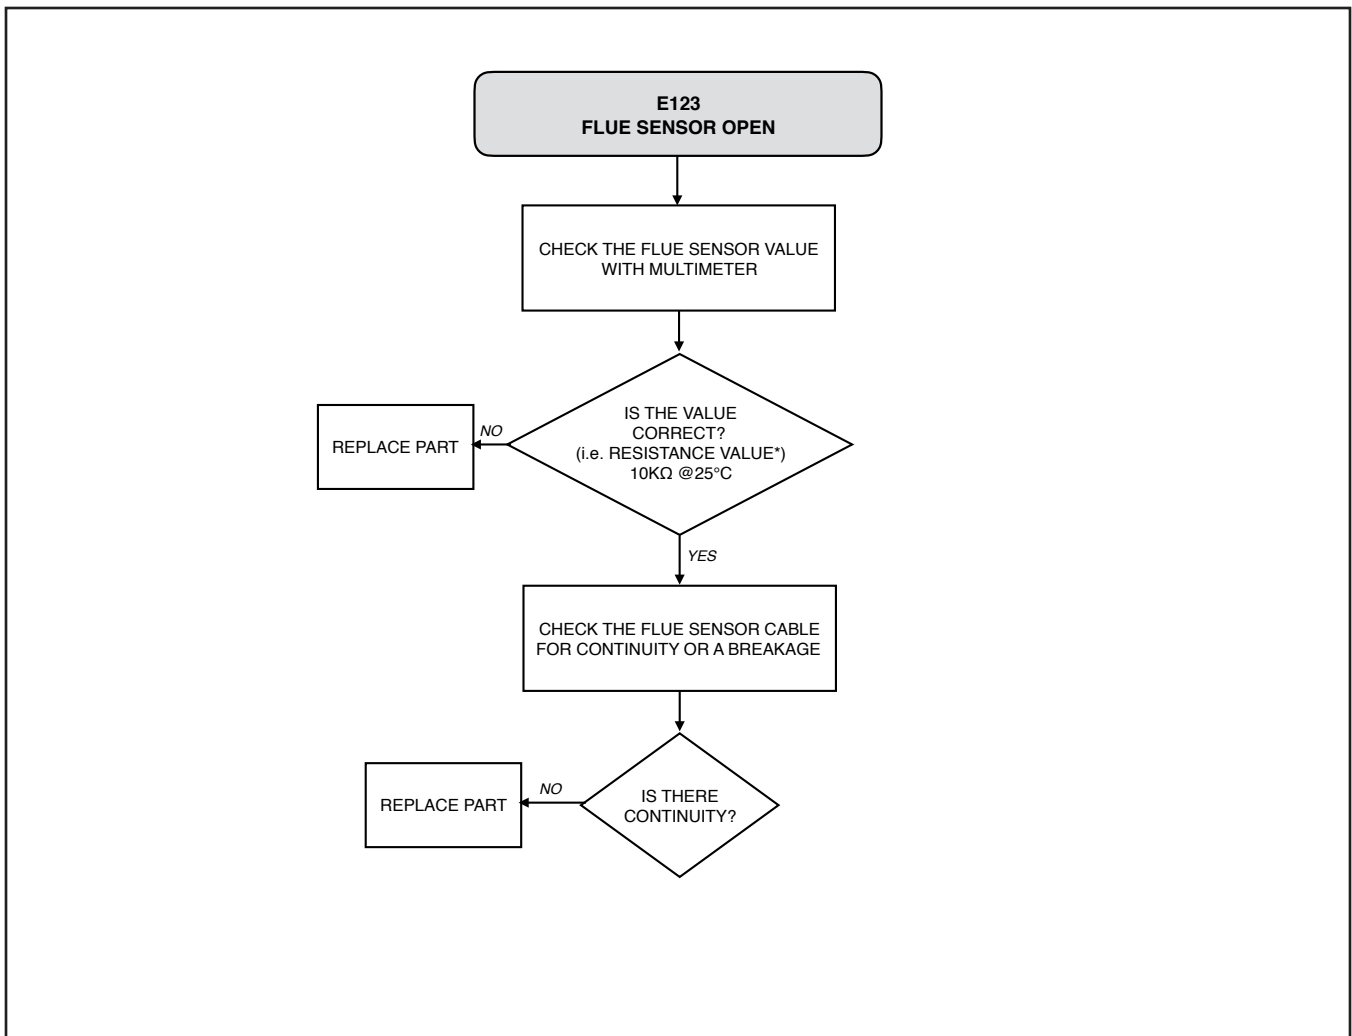 E123
FLUE SENSOR OPEN
CHECK THE FLUE SENSOR VALUE
WITH MULTIMETER
IS THE VALUE
CORRECT?
(i.e. RESISTANCE VALUE*)
10KΩ @25°C
NO
REPLACE PART
YES
CHECK THE FLUE SENSOR CABLE
FOR CONTINUITY OR A BREAKAGE
IS THERE
CONTINUITY?
NO
REPLACE PART